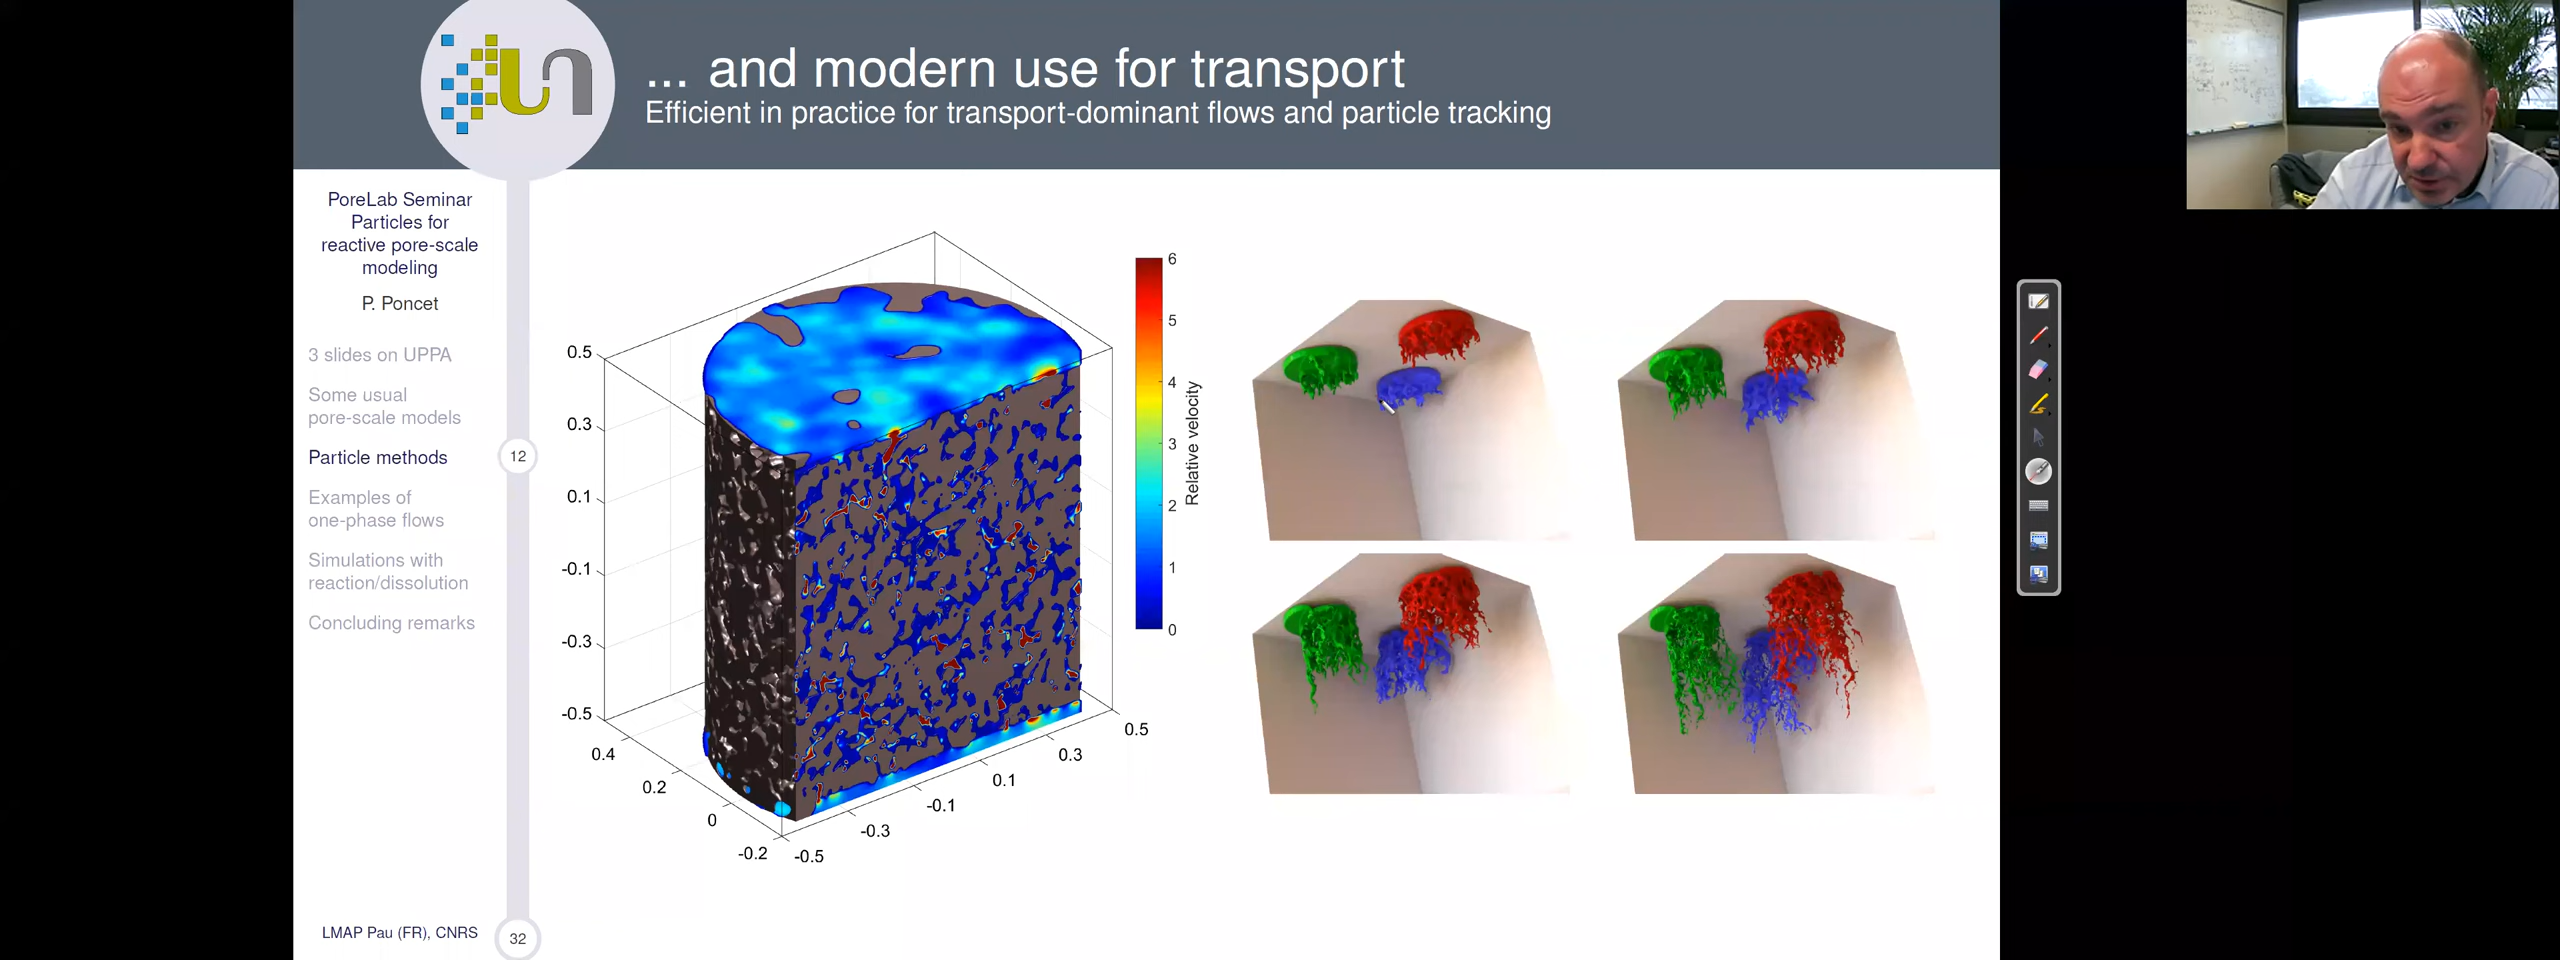 ... and modern use for transport
Efficient in practice for transport-dominant flows and particle tracking
PoreLab Seminar
Particles for
reactive pore-scale
modeling
P. Poncet
3 slides on UPPA
Some usual
pore-scale models
Particle methods
12
Examples of
one-phase flows
Simulations with
reaction/dissolution
Concluding remarks
LMAP Pau (FR), CNRS
32
0.5
0.3
0.1
-0.1
-0.3
-0.5
0.4
0.2
0
-0.2
-0.5
-0.3
-0.1
0.1
0.3
0.5
6
5
4
3
2
1
0
Relative velocity